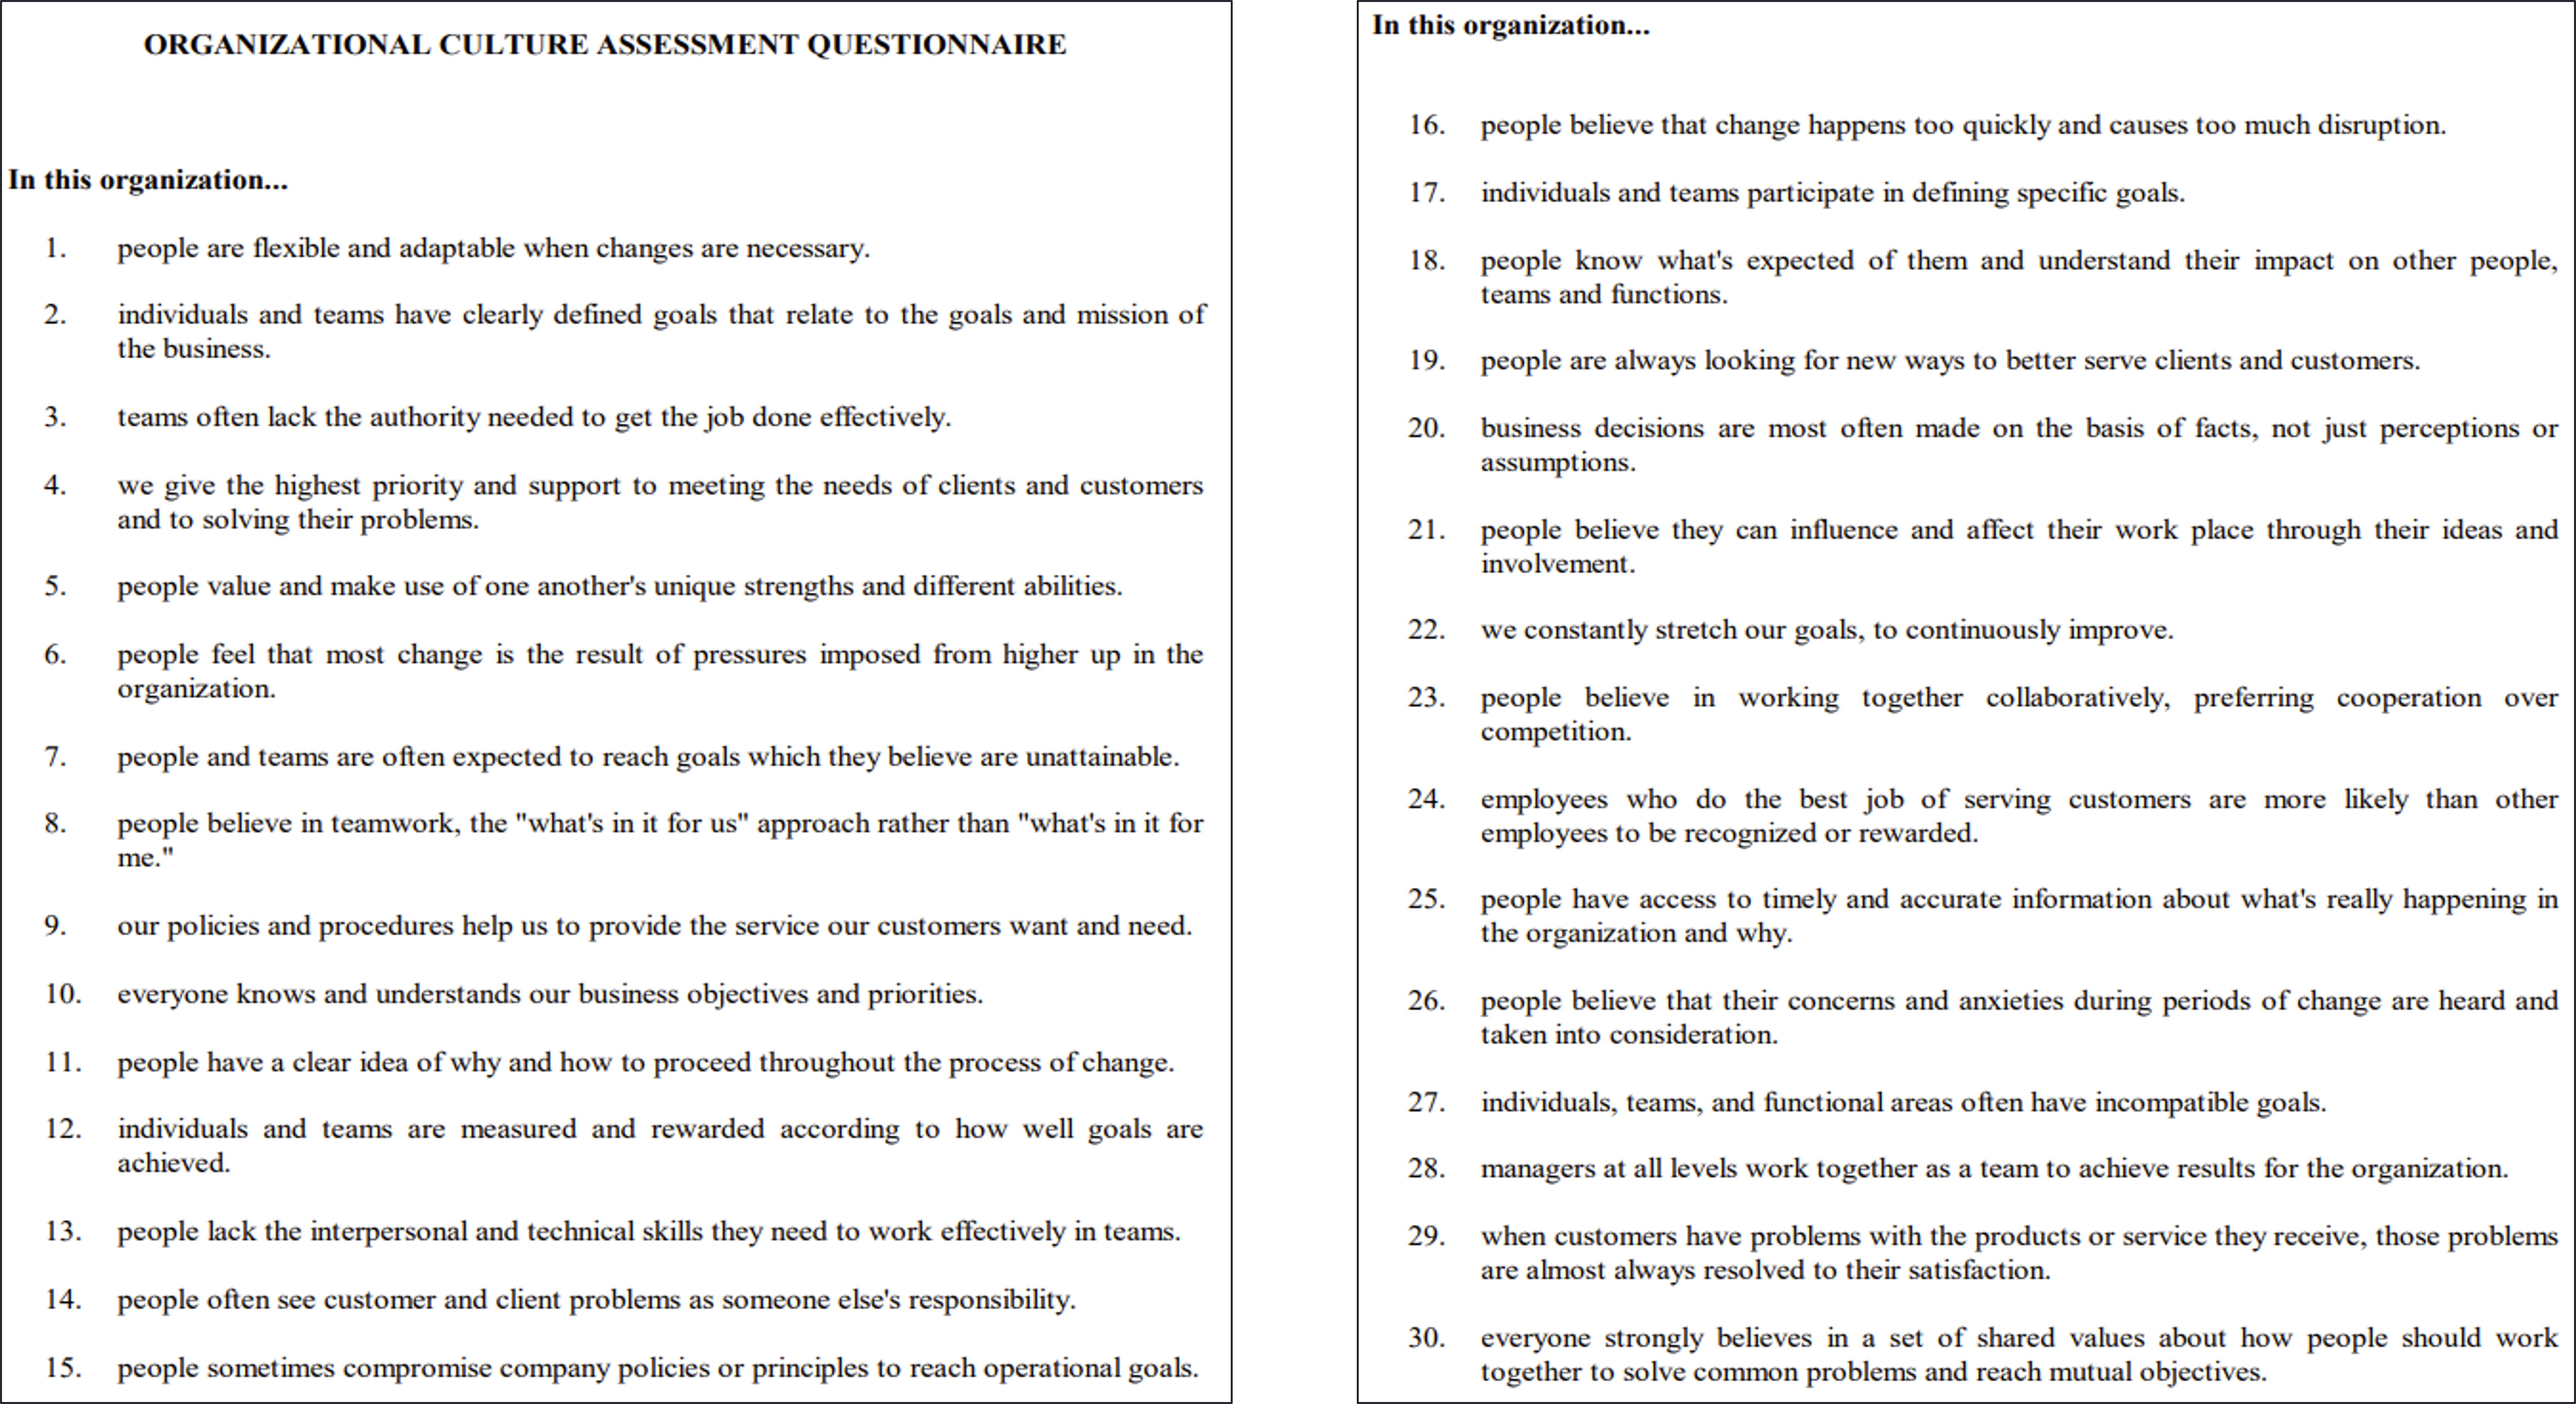 ORGANIZATIONAL CULTURE ASSESSMENT QUESTIONNAIRE
In this organization...
1. people are flexible and adaptable when changes are necessary.
2. individuals and teams have clearly defined goals that relate to the goals and mission of
the business.
3. teams often lack the authority needed to get the job done effectively.
4. we give the highest priority and support to meeting the needs of clients and customers
and to solving their problems.
5. people value and make use of one another's unique strengths and different abilities.
6. people feel that most change is the result of pressures imposed from higher up in the
organization.
7. people and teams are often expected to reach goals which they believe are unattainable.
8. people believe in teamwork, the "what's in it for us" approach rather than "what's in it for
me."
9. our policies and procedures help us to provide the service our customers want and need.
10. everyone knows and understands our business objectives and priorities.
11. people have a clear idea of why and how to proceed throughout the process of change.
12. individuals and teams are measured and rewarded according to how well goals are
achieved.
13. people lack the interpersonal and technical skills they need to work effectively in teams.
14. people often see customer and client problems as someone else's responsibility.
15. people sometimes compromise company policies or principles to reach operational goals.
In this organization...
16. people believe that change happens too quickly and causes too much disruption.
17. individuals and teams participate in defining specific goals.
18. people know what's expected of them and understand their impact on other people,
teams and functions.
19. people are always looking for new ways to better serve clients and customers.
20. business decisions are most often made on the basis of facts, not just perceptions or
assumptions.
21. people believe they can influence and affect their work place through their ideas and
involvement.
22. we constantly stretch our goals, to continuously improve.
23. people believe in working together collaboratively, preferring cooperation over
competition.
24. employees who do the best job of serving customers are more likely than other
employees to be recognized or rewarded.
25. people have access to timely and accurate information about what's really happening in
the organization and why.
26. people believe that their concerns and anxieties during periods of change are heard and
taken into consideration.
27. individuals, teams, and functional areas often have incompatible goals.
28. managers at all levels work together as a team to achieve results for the organization.
29. when customers have problems with the products or service they receive, those problems
are almost always resolved to their satisfaction.
30. everyone strongly believes in a set of shared values about how people should work
together to solve common problems and reach mutual objectives.